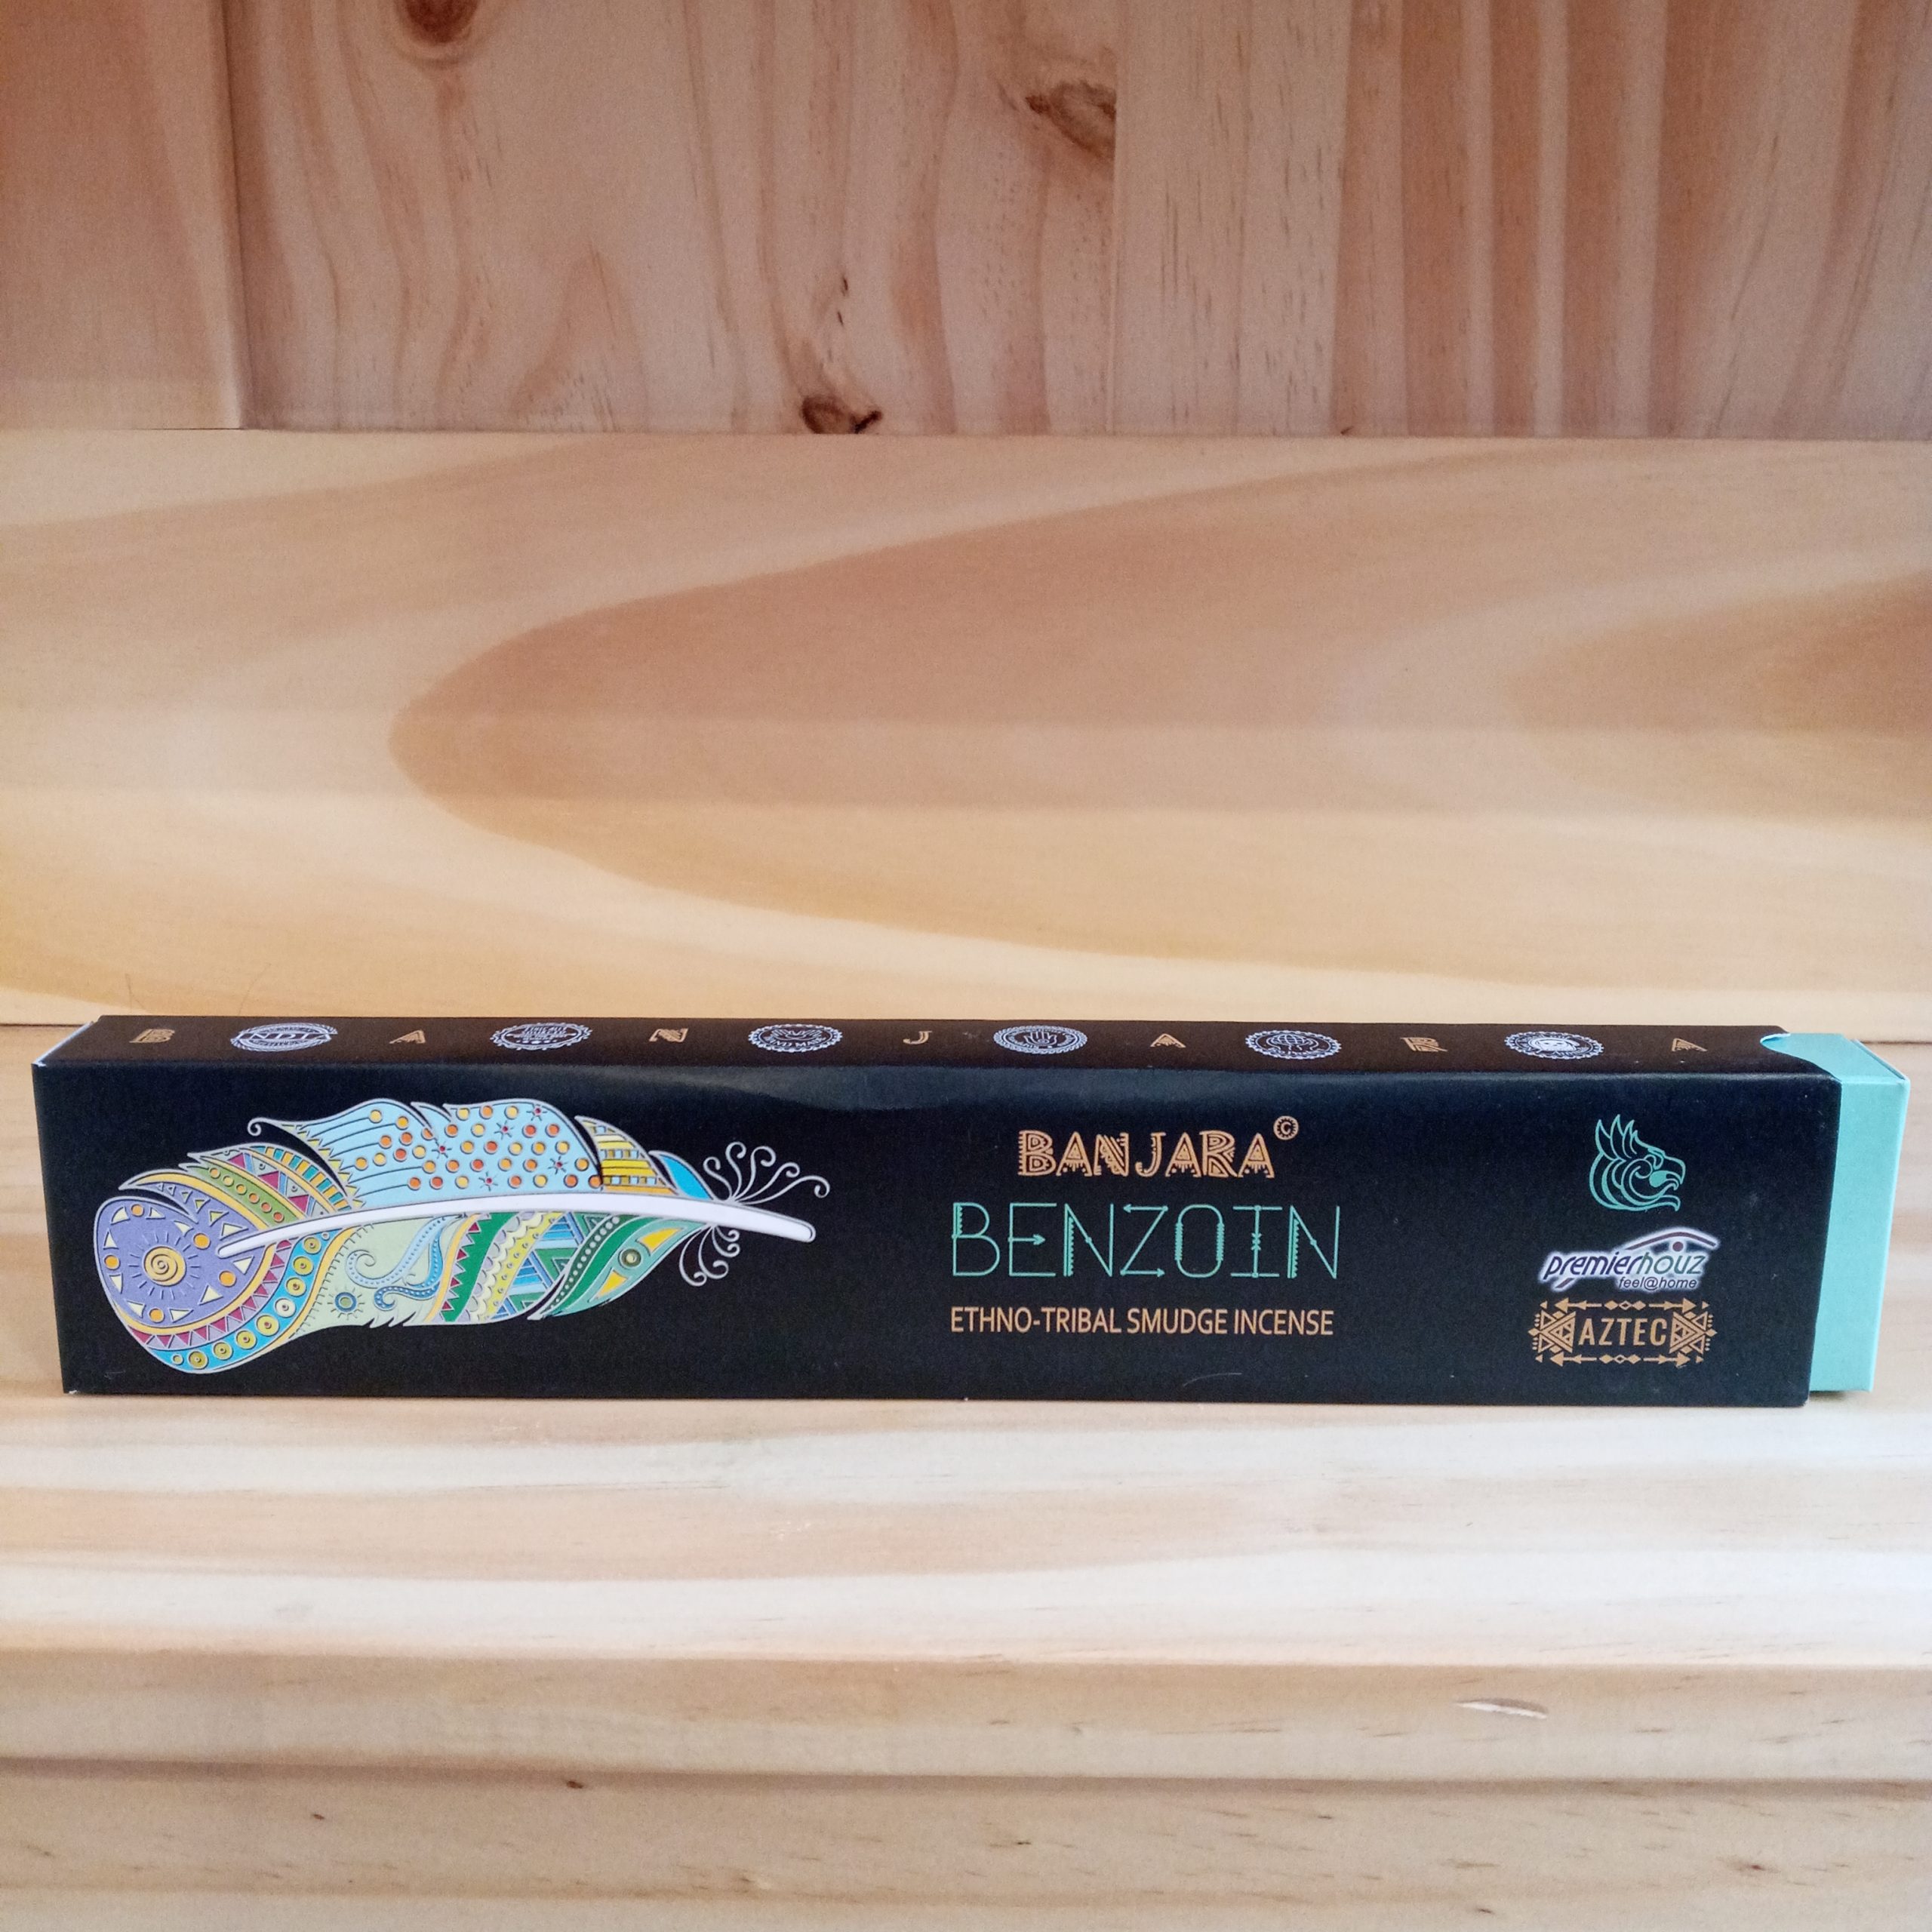 B A N J A R A
BANJARA©
BENZOIN
ETHNO-TRIBAL SMUDGE INCENSE
premierhouz
feel@home
AZTEC